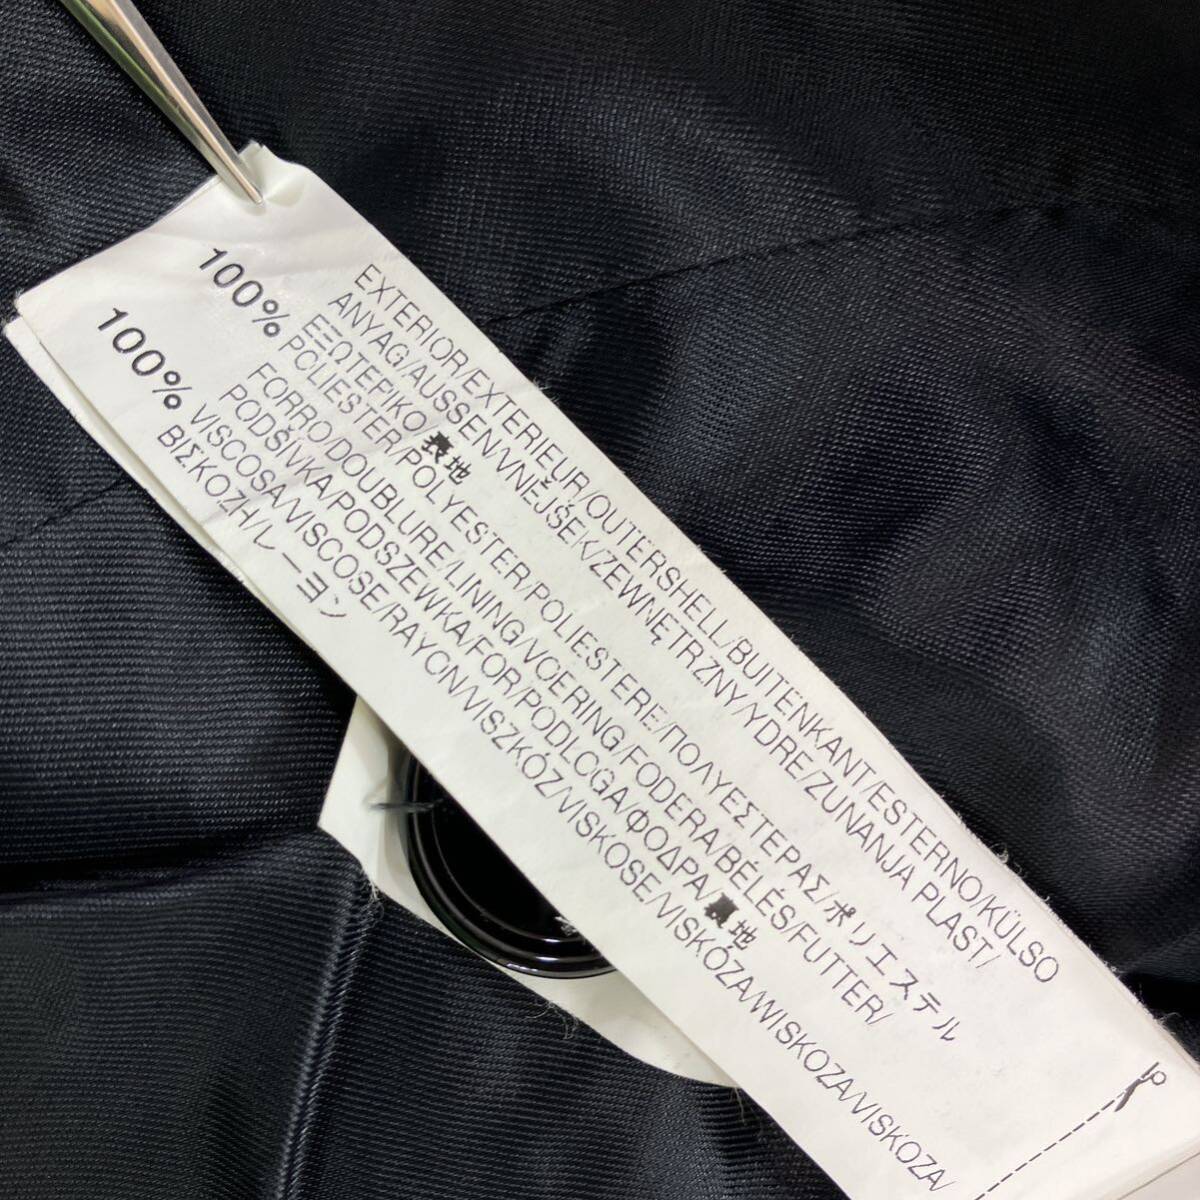 EXTERIOR/EXTERIEUR/OUTERSHELL/BUITENKANT/ESTERNO/KÜLSO
ANYAG/AUSSEN/VNEJŠEK/ZEWNĘTRZNY/YDRE/ZUNANJA PLAST/
ΕΞΩΤΕΡΙΚΟ 表地
100% POLIESTER/POLYESTER/POLIESTERE/ΠΟΛΥΕΣΤΕΡΑΣ/ポリエステル
FORRO/DOUBLURE/LINING/VOERING/FODERA/BÉLÉS/FUTTER/
PODŠÍVKA/PODSZEWKA/FOR/PODLOGA/ΦΟΔΡΑ/裏地
100% VISCOSA/VISCOSE/RAYON/VISZKÓZ/VISKOSE/VISKÓZA/WISKOZA/VISKOZA/
ΒΙΣΚΟΖΗ/レーヨン